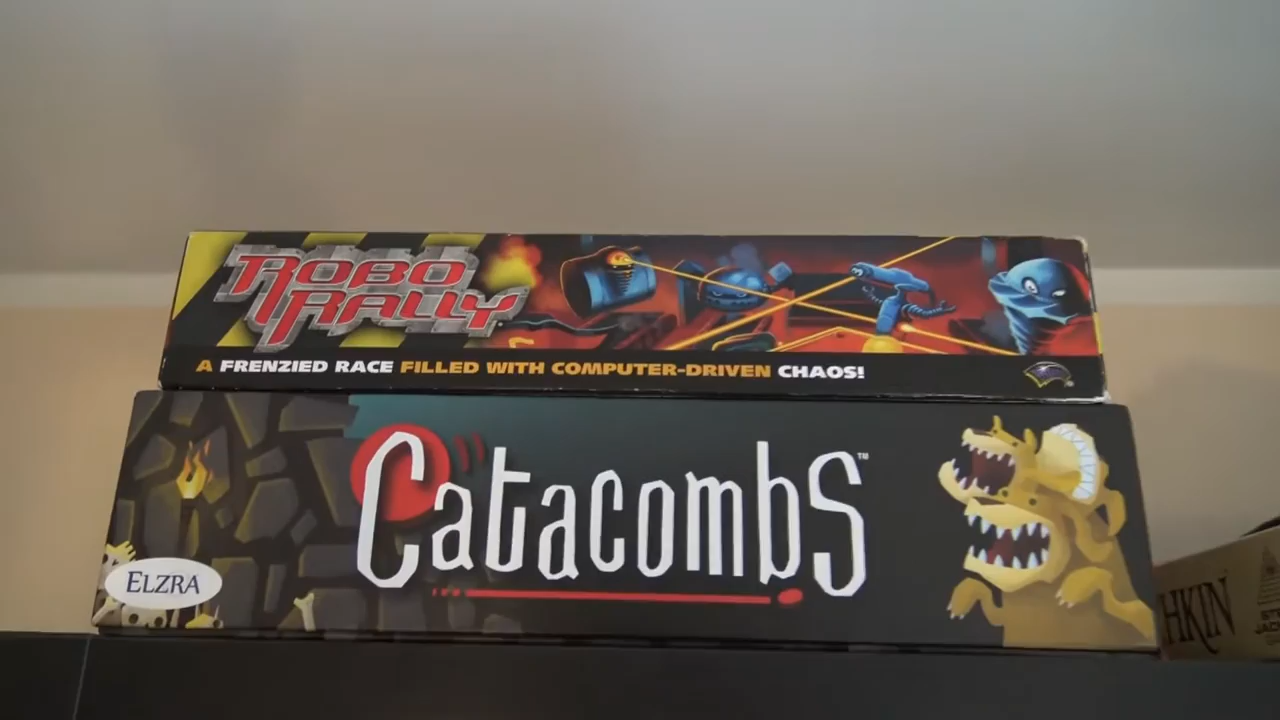 ROBO
RALLY
A FRENZIED RACE FILLED WITH COMPUTER-DRIVEN CHAOS!
CatacombS™
ELZRA
HKIN